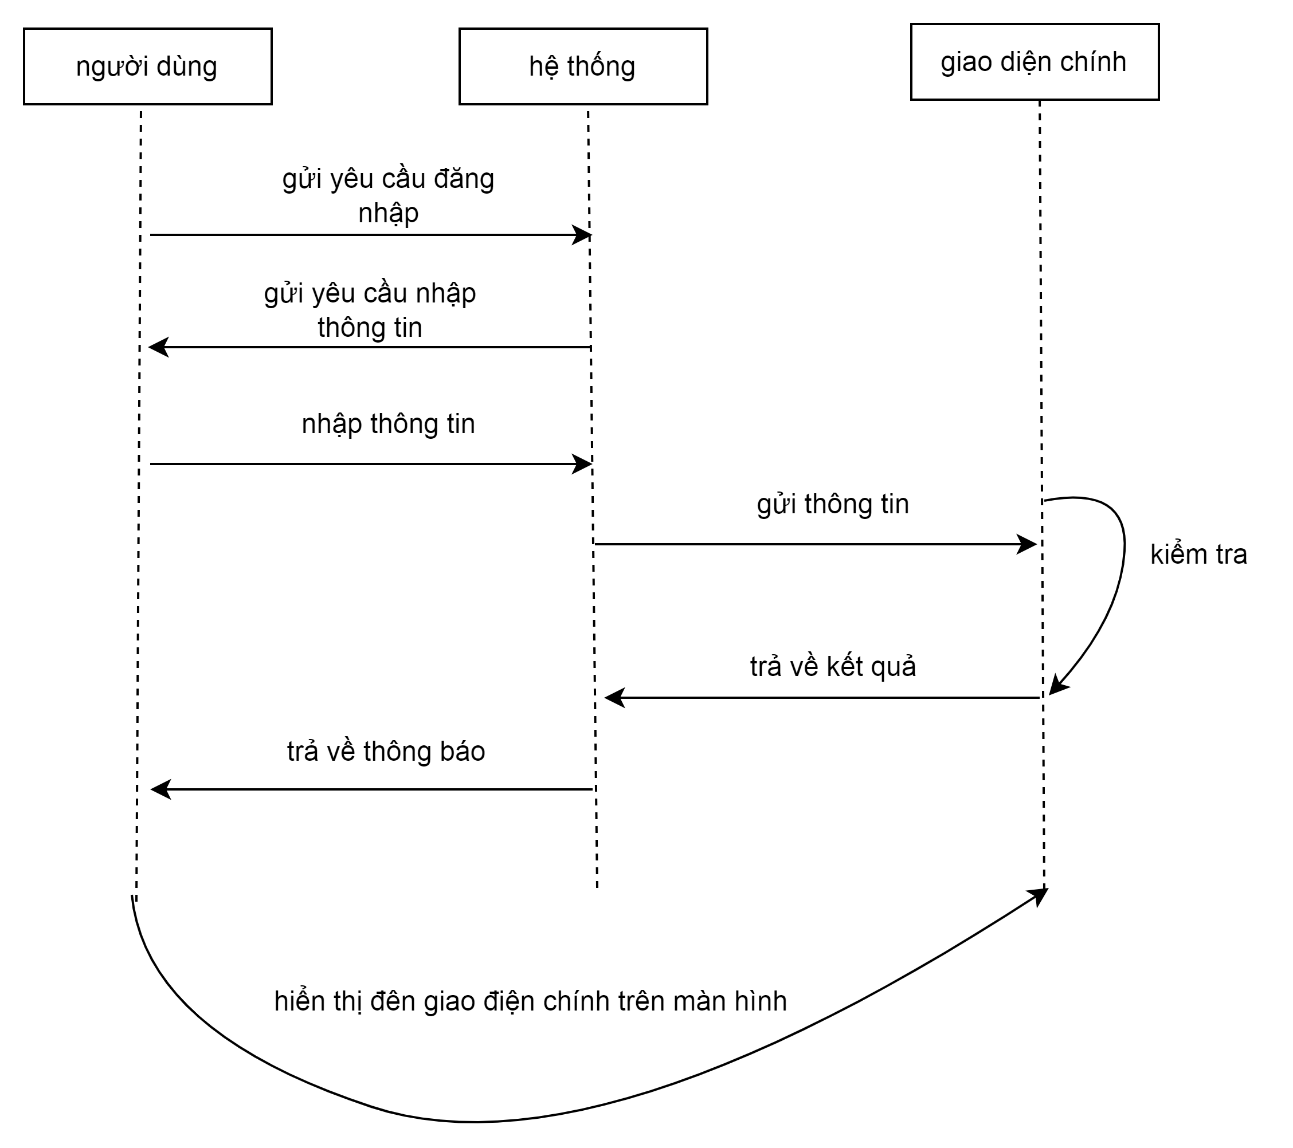 người dùng
hệ thống
giao diện chính
gửi yêu cầu đăng
nhập
gửi yêu cầu nhập
thông tin
nhập thông tin
gửi thông tin
kiểm tra
trả về kết quả
trả về thông báo
hiển thị đên giao điện chính trên màn hình